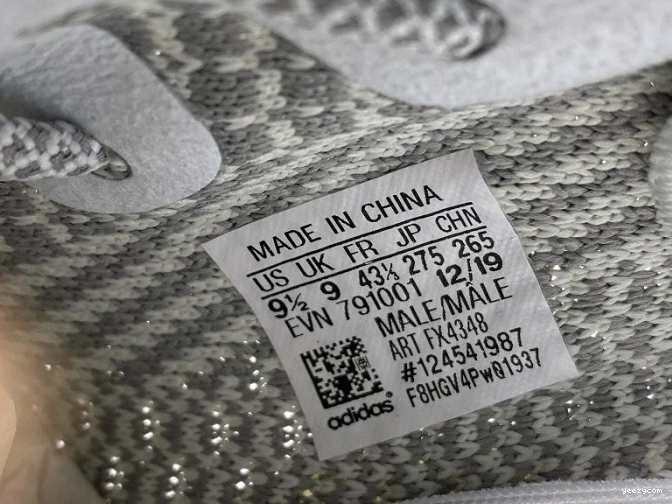 MADE IN CHINA
US UK FR JP CHN
9½ 9 43⅓ 275 265
EVN 791001 12/19
MALE/MÂLE
ART FX4348
#124541987
F8HGV4PW01937
adidas
yeezycom